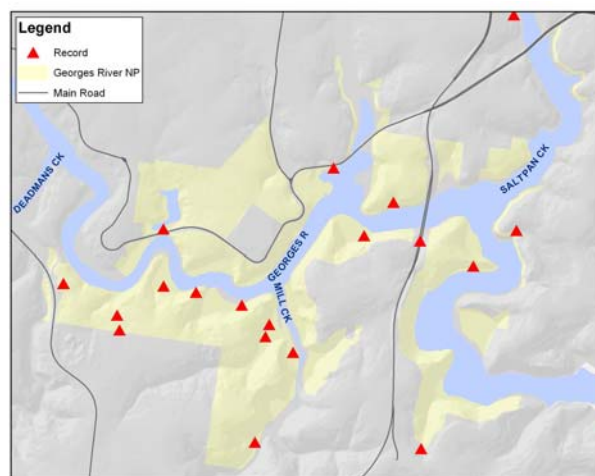 Legend
Record
Georges River NP
Main Road
DEADMANS CK
SALTPAN CK
GEORGES R
MILL CK